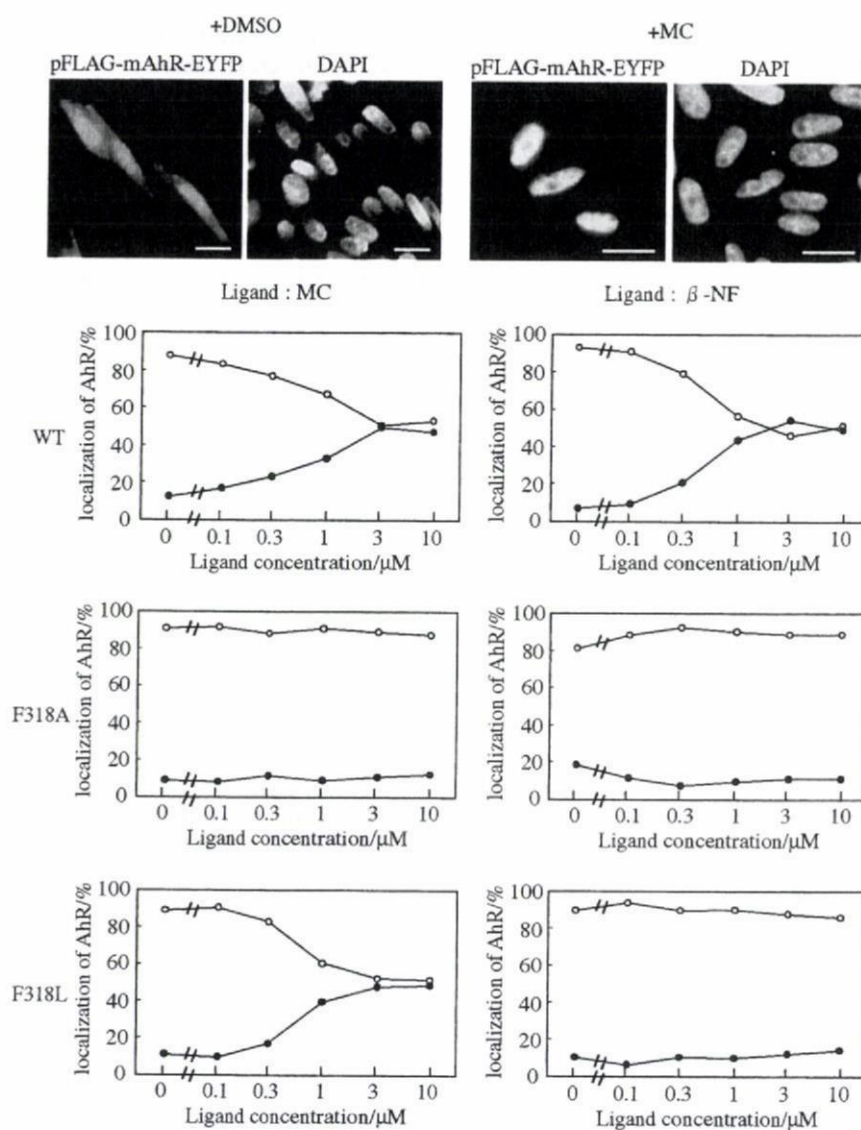 +DMSO
+MC
pFLAG-mAhR-EYFP
DAPI
pFLAG-mAhR-EYFP
DAPI
Ligand : MC
Ligand : β-NF
WT
localization of AhR/%
100
80
60
40
20
0
0 0.1 0.3 1 3 10
Ligand concentration/μM
localization of AhR/%
100
80
60
40
20
0
0 0.1 0.3 1 3 10
Ligand concentration/μM
F318A
localization of AhR/%
100
80
60
40
20
0
0 0.1 0.3 1 3 10
Ligand concentration/μM
localization of AhR/%
100
80
60
40
20
0
0 0.1 0.3 1 3 10
Ligand concentration/μM
F318L
localization of AhR/%
100
80
60
40
20
0
0 0.1 0.3 1 3 10
Ligand concentration/μM
localization of AhR/%
100
80
60
40
20
0
0 0.1 0.3 1 3 10
Ligand concentration/μM